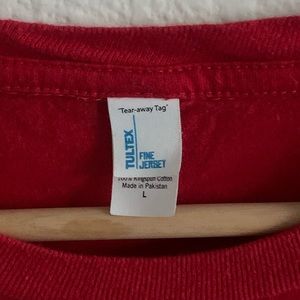 "Tear-away Tag"
TULTEX
FINE
JERSEY
100% Ringspun Cotton
Made in Pakistan
L